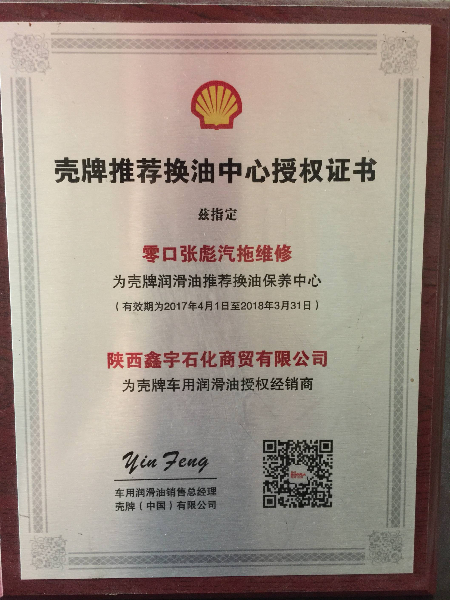 壳牌推荐换油中心授权证书
兹指定
零口张彪汽拖维修
为壳牌润滑油推荐换油保养中心
（有效期为2017年4月1日至2018年3月31日）
陕西鑫宇石化商贸有限公司
为壳牌车用润滑油授权经销商
Yin Feng
车用润滑油销售总经理
壳牌（中国）有限公司